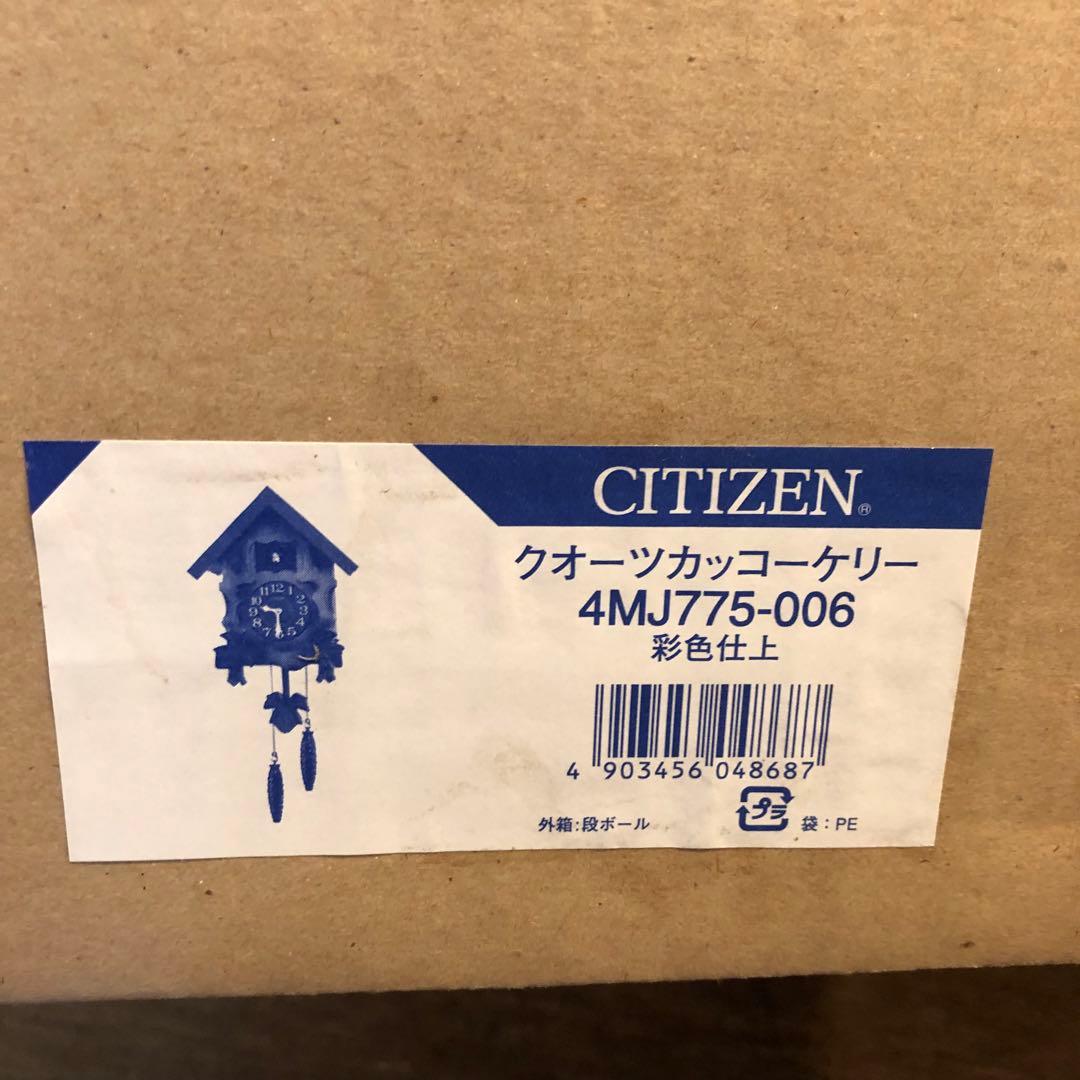 CITIZEN®
クオーツカッコーケリー
4MJ775-006
彩色仕上
4 903456 048687
プラ
外箱:段ボール 袋:PE